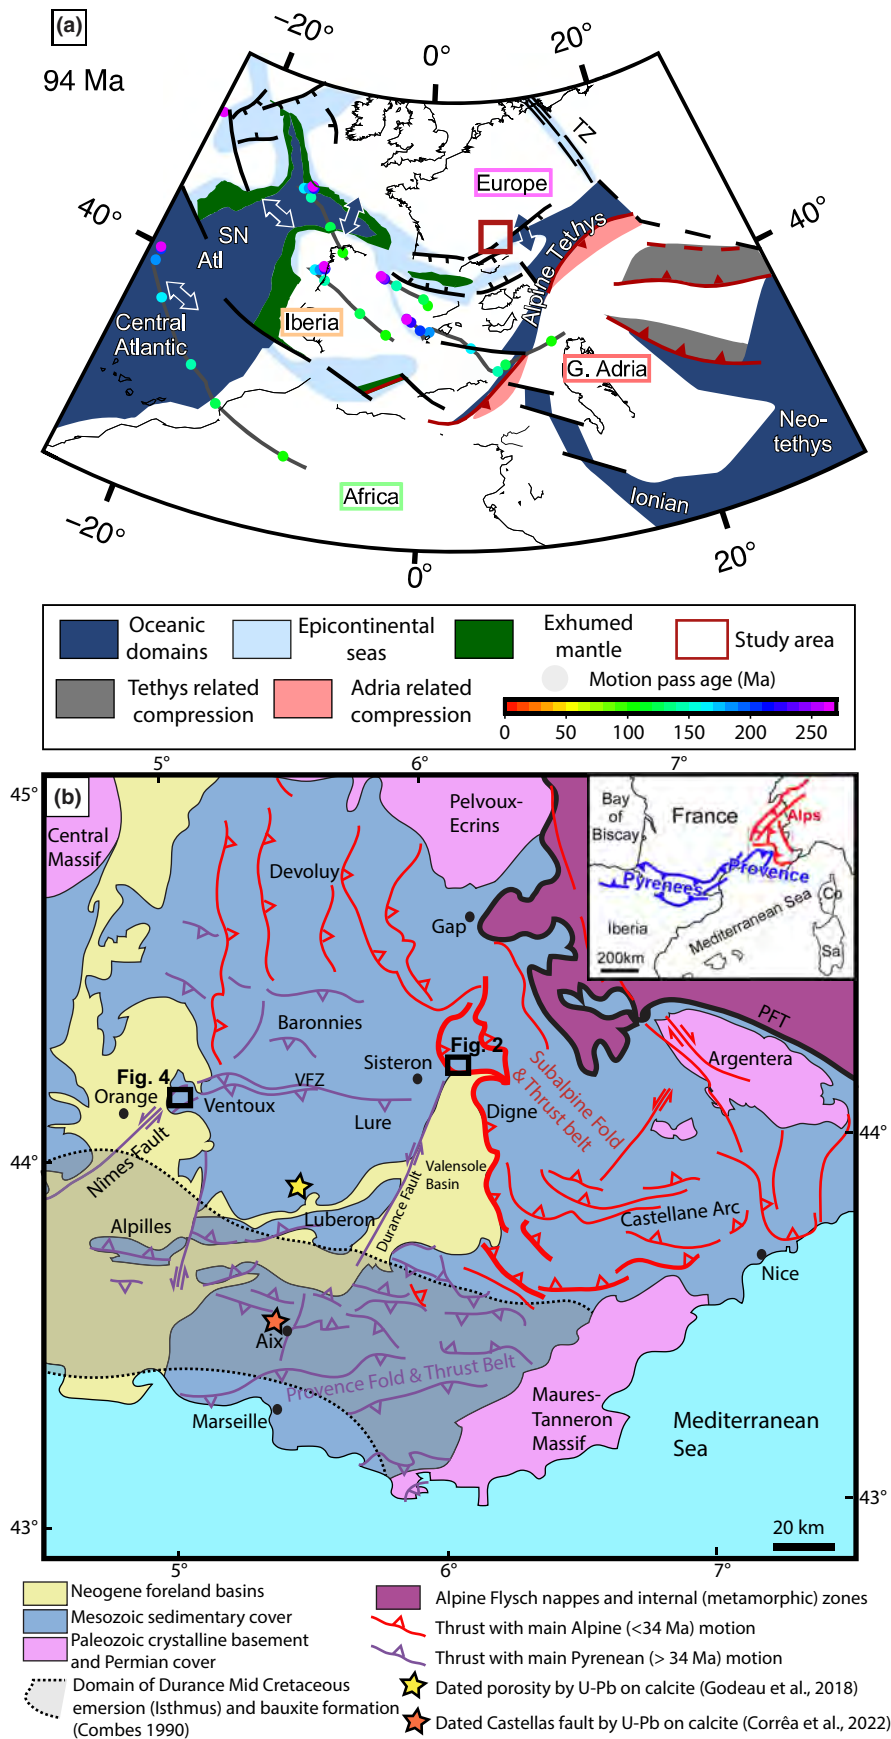 (a)
94 Ma
−20°
0°
20°
40°
40°
TZ
Europe
SN
Atl
Alpine Tethys
Central
Atlantic
Iberia
G. Adria
Neo-
tethys
Africa
Ionian
−20°
0°
20°
Oceanic
domains
Epicontinental
seas
Exhumed
mantle
Study area
Tethys related
compression
Adria related
compression
Motion pass age (Ma)
0 50 100 150 200 250
(b)
5° 6° 7°
45°
Central
Massif
Pelvoux-
Ecrins
Devoluy
Gap
Bay
of
Biscay
France
Alps
Provence
Pyrenees
Iberia
Mediterranean Sea
Co
Sa
200km
PFT
Baronnies
Argentera
Fig. 2
Sisteron
Subalpine Fold
& Thrust belt
Fig. 4
Orange
VFZ
Ventoux
Lure
Digne
44°
44°
Nimes Fault
Valensole
Basin
Durance Fault
Luberon
Alpilles
Castellane Arc
Nice
Aix
Provence Fold & Thrust Belt
Marseille
Maures-
Tanneron
Massif
Mediterranean
Sea
43°
43°
20 km
5° 6° 7°
Neogene foreland basins
Mesozoic sedimentary cover
Paleozoic crystalline basement
and Permian cover
Domain of Durance Mid Cretaceous
emersion (Isthmus) and bauxite formation
(Combes 1990)
Alpine Flysch nappes and internal (metamorphic) zones
Thrust with main Alpine (<34 Ma) motion
Thrust with main Pyrenean (> 34 Ma) motion
Dated porosity by U-Pb on calcite (Godeau et al., 2018)
Dated Castellas fault by U-Pb on calcite (Corrêa et al., 2022)